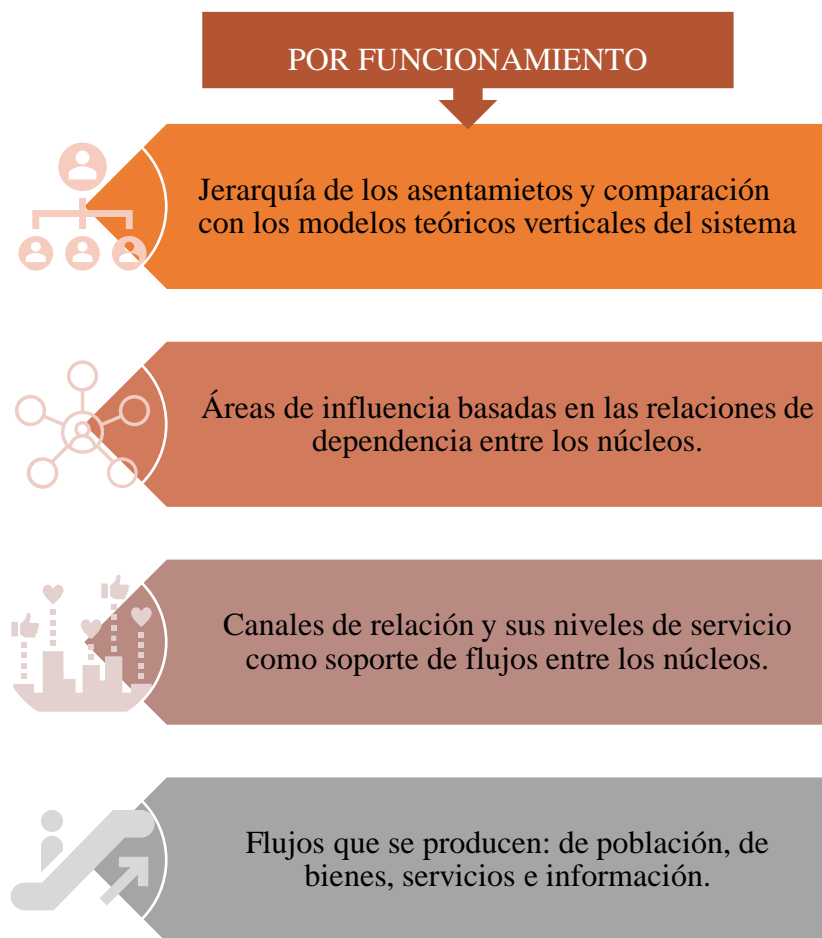 POR FUNCIONAMIENTO
Jerarquía de los asentamietos y comparación
con los modelos teóricos verticales del sistema
Áreas de influencia basadas en las relaciones de
dependencia entre los núcleos.
Canales de relación y sus niveles de servicio
como soporte de flujos entre los núcleos.
Flujos que se producen: de población, de
bienes, servicios e información.